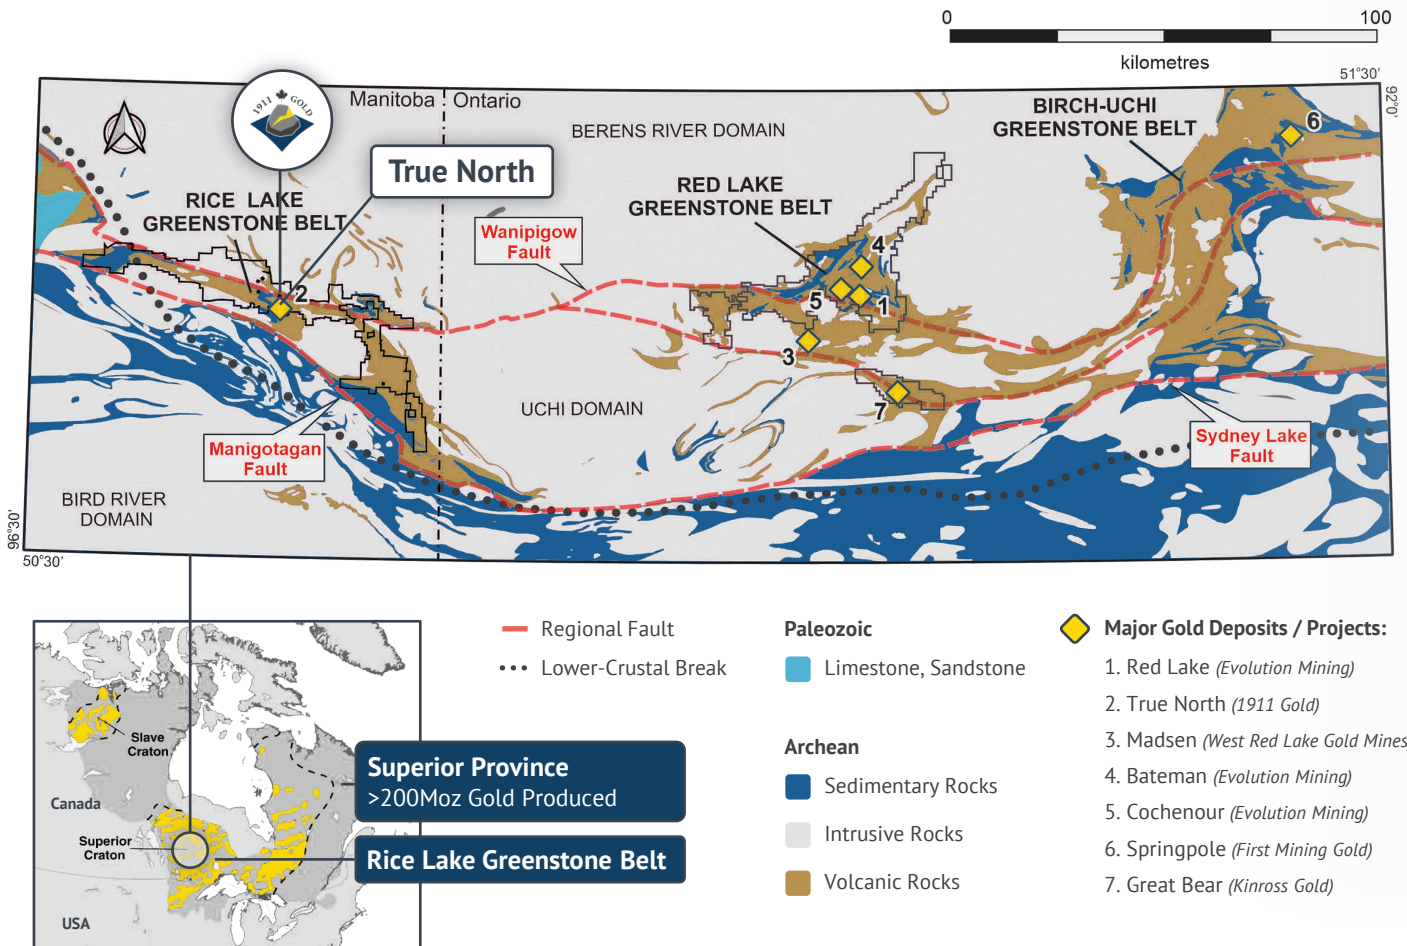 0
100
kilometres
51°30'
92°0'
1911 GOLD
Manitoba
Ontario
BERENS RIVER DOMAIN
BIRCH-UCHI
GREENSTONE BELT
6
True North
RICE LAKE
GREENSTONE BELT
RED LAKE
GREENSTONE BELT
Wanipigow
Fault
4
2
5
1
3
7
UCHI DOMAIN
Manigotagan
Fault
Sydney Lake
Fault
BIRD RIVER
DOMAIN
96°30'
50°30'
Regional Fault
Lower-Crustal Break
Paleozoic
Limestone, Sandstone
Archean
Sedimentary Rocks
Intrusive Rocks
Volcanic Rocks
Major Gold Deposits / Projects:
1. Red Lake (Evolution Mining)
2. True North (1911 Gold)
3. Madsen (West Red Lake Gold Mines)
4. Bateman (Evolution Mining)
5. Cochenour (Evolution Mining)
6. Springpole (First Mining Gold)
7. Great Bear (Kinross Gold)
Slave
Craton
Canada
Superior
Craton
USA
Superior Province
>200Moz Gold Produced
Rice Lake Greenstone Belt